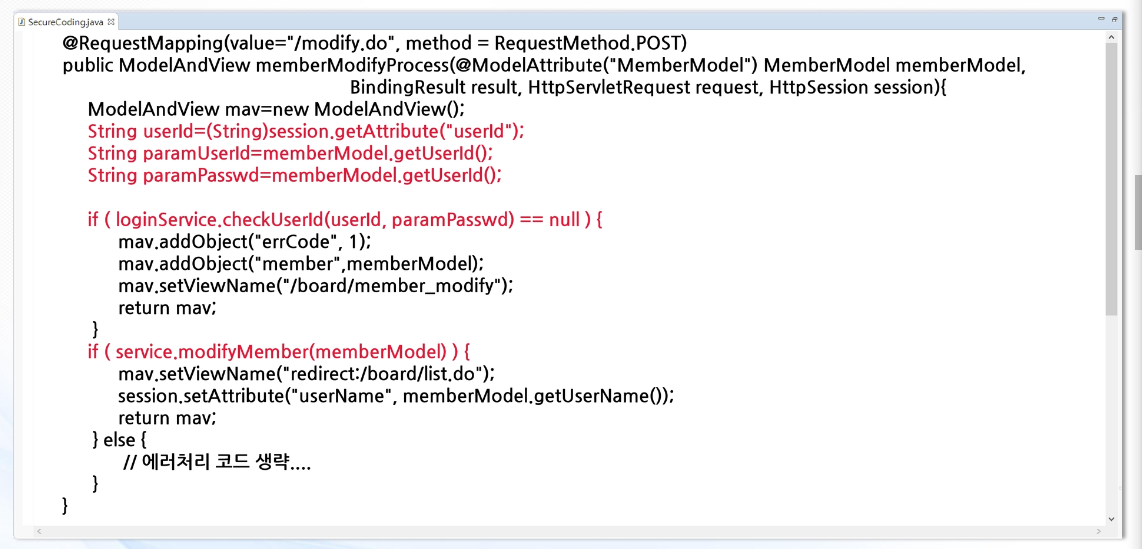 SecureCoding.java
@RequestMapping(value="/modify.do", method = RequestMethod.POST)
public ModelAndView memberModifyProcess(@ModelAttribute("MemberModel") MemberModel memberModel,
BindingResult result, HttpServletRequest request, HttpSession session){
ModelAndView mav=new ModelAndView();
String userId=(String)session.getAttribute("userId");
String paramUserId=memberModel.getUserId();
String paramPasswd=memberModel.getUserId();
if ( loginService.checkUserId(userId, paramPasswd) == null ) {
mav.addObject("errCode", 1);
mav.addObject("member",memberModel);
mav.setViewName("/board/member_modify");
return mav;
}
if ( service.modifyMember(memberModel) ) {
mav.setViewName("redirect:/board/list.do");
session.setAttribute("userName", memberModel.getUserName());
return mav;
} else {
// 에러처리 코드 생략....
}
}